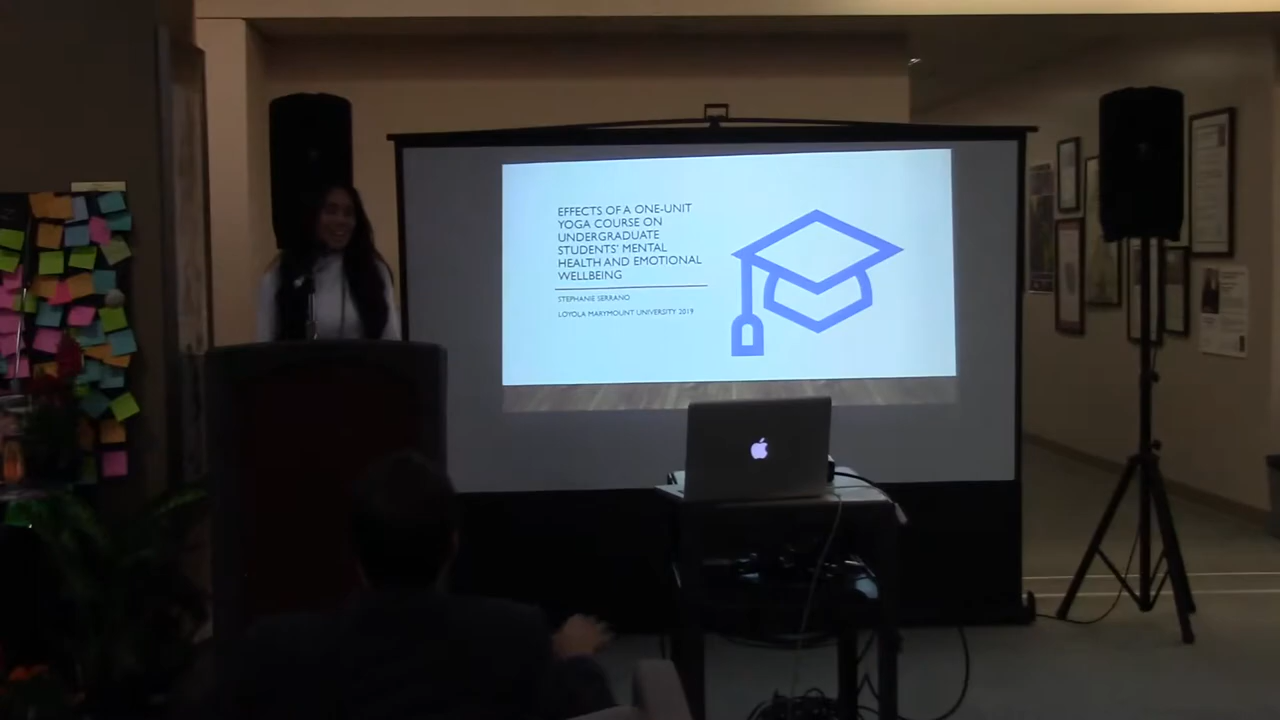 EFFECTS OF A ONE-UNIT
YOGA COURSE ON
UNDERGRADUATE
STUDENTS' MENTAL
HEALTH AND EMOTIONAL
WELLBEING
STEPHANIE SERRANO
LOYOLA MARYMOUNT UNIVERSITY 2019